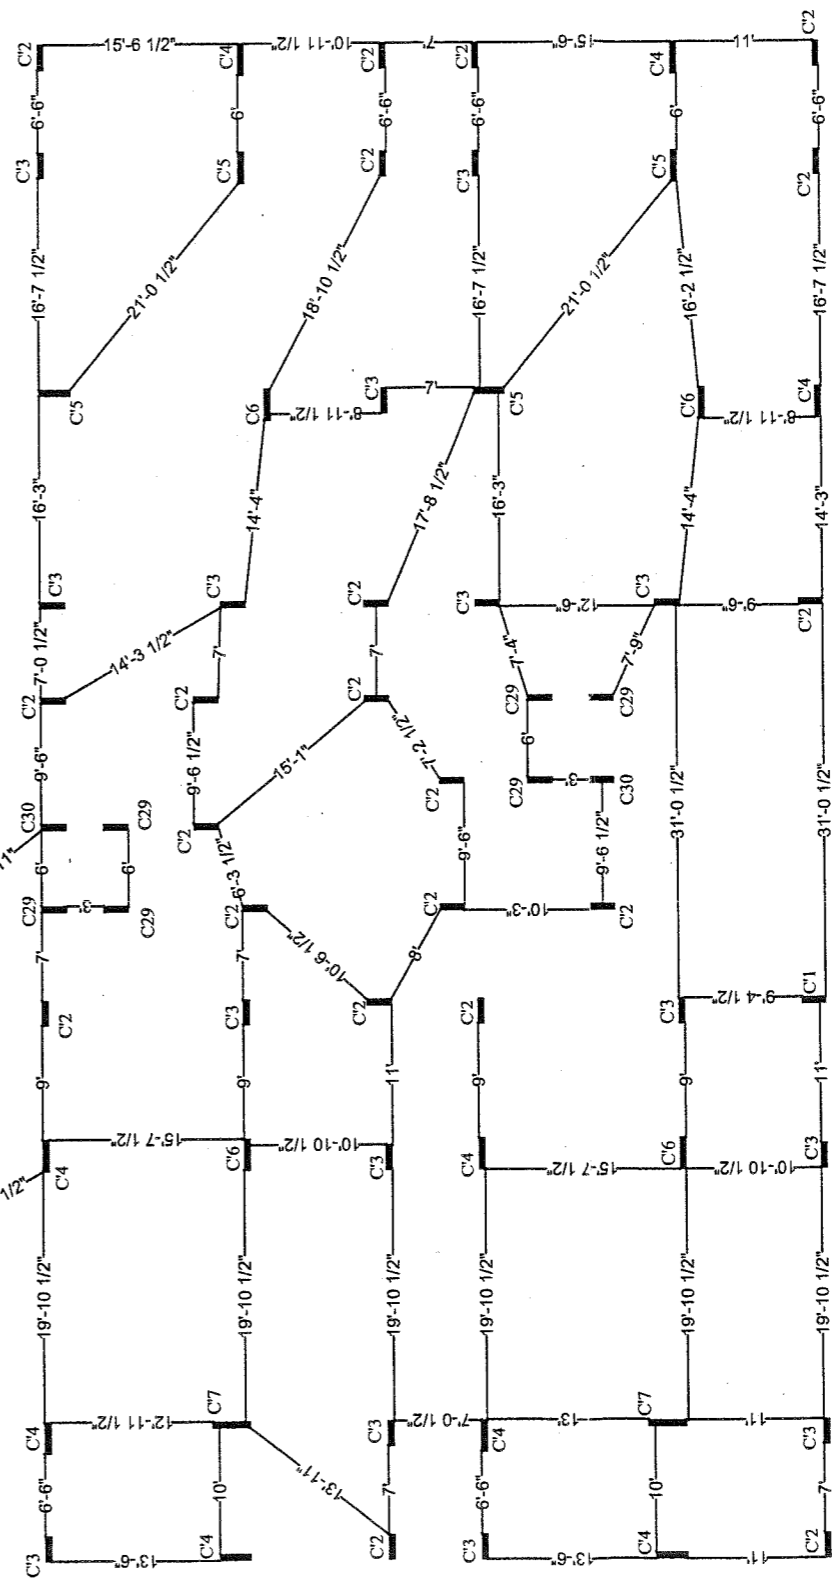 1/2"
11"
C'3
6'-6"
C'4
19'-10 1/2"
C'4
9'
C'2
7'
C29
6'
C30
9'-6"
C'2
7'-0 1/2"
C'3
16'-3"
C'5
16'-7 1/2"
C'3
6'-6"
C'2
13'-6"
12'-11 1/2"
15'-7 1/2"
3'
C29
6'
C29
14'-3 1/2"
21'-0 1/2"
15'-6 1/2"
C'4
10'
C'7
19'-10 1/2"
C'6
9'
C'3
7'
C'2
6'-3 1/2"
C'2
9'-6 1/2"
C'2
7'
C'3
14'-4"
C6
C'5
6'
C'4
13'-11"
10'-10 1/2"
10'-6 1/2"
15'-1"
8'-11 1/2"
18'-10 1/2"
10'-11 1/2"
C'2
7'
C'3
19'-10 1/2"
C'3
11'
C'2
8'
C'2
9'-6"
C'2
7'-2 1/2"
C'2
7'
C'2
17'-8 1/2"
C'3
C'2
6'-6"
C'2
7'-0 1/2"
7'
7'
C'3
6'-6"
C'4
19'-10 1/2"
C'4
9'
C'2
C'3
16'-3"
C'5
16'-7 1/2"
C'3
6'-6"
C'2
13'-6"
13'
15'-7 1/2"
10'-3"
C29
6'
C29
7'-4"
12'-6"
21'-0 1/2"
15'-6"
3'
C'2
9'-6 1/2"
C30
C29
7'-9"
C'4
10'
C'7
19'-10 1/2"
C'6
9'
C'3
31'-0 1/2"
C'3
14'-4"
C'6
16'-2 1/2"
C'5
6'
C'4
11'
11'
10'-10 1/2"
9'-4 1/2"
9'-6"
8'-11 1/2"
11'
C'2
7'
C'3
19'-10 1/2"
C'3
11'
C'1
31'-0 1/2"
C'2
14'-3"
C'4
16'-7 1/2"
C'2
6'-6"
C'2